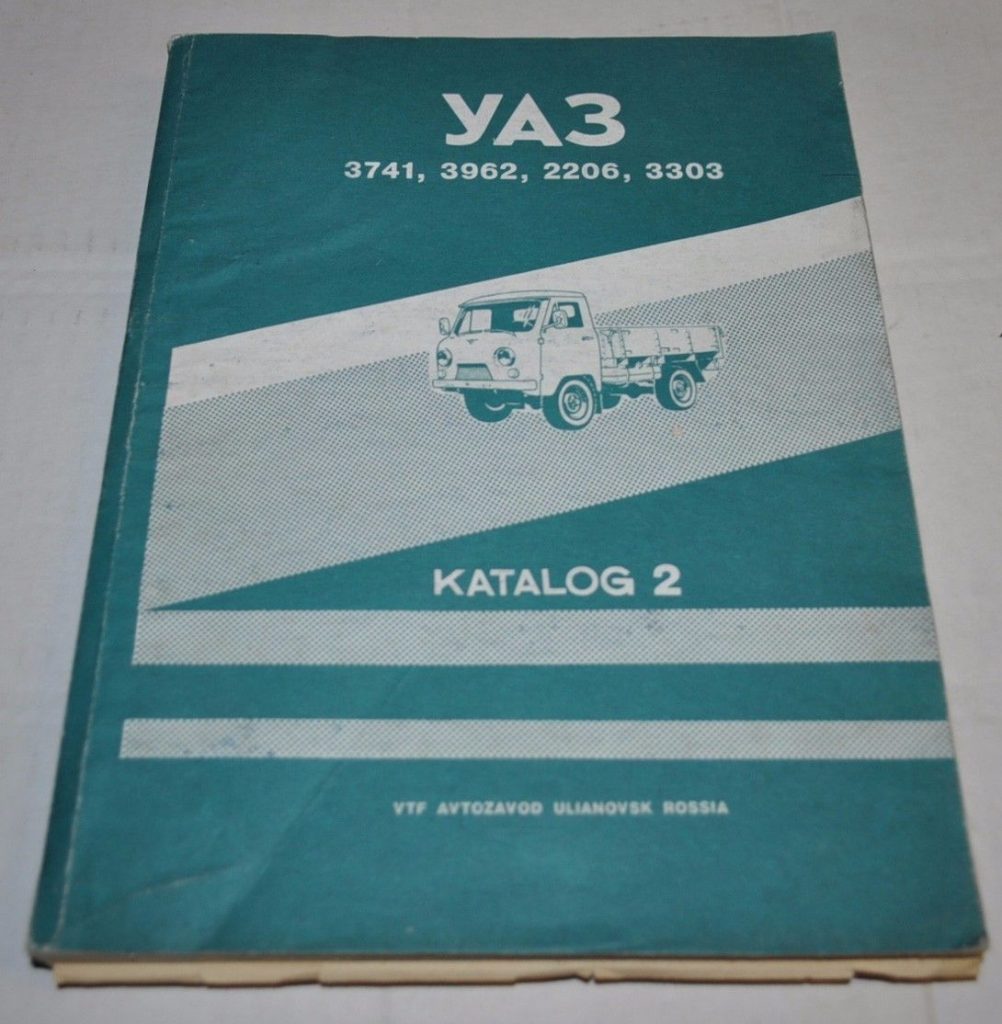 УАЗ
3741, 3962, 2206, 3303
KATALOG 2
VTF AVTOZAVOD ULIANOVSK ROSSIA